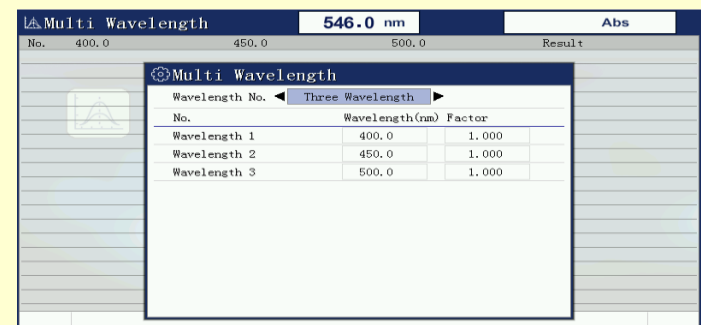 Multi Wavelength 546.0 nm Abs
No. 400.0 450.0 500.0 Result
Multi Wavelength
Wavelength No. ◀ Three Wavelength ▶
No. Wavelength(nm) Factor
Wavelength 1 400.0 1.000
Wavelength 2 450.0 1.000
Wavelength 3 500.0 1.000